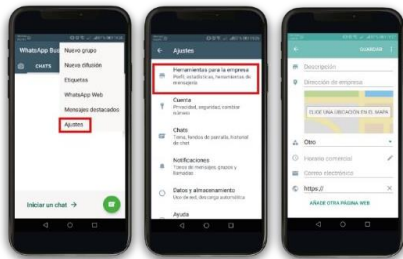 WhatsApp Bus
CHATS
Nuevo grupo
Nueva difusión
Etiquetas
WhatsApp Web
Mensajes destacados
Ajustes
Iniciar un chat →
Ajustes
Herramientas para la empresa
Perfil, estadísticas, herramientas de
mensajería
Cuenta
Privacidad, seguridad, cambiar
número
Chats
Tema, fondos de pantalla, historial
de chat
Notificaciones
Tonos de mensajes, grupos y
llamadas
Datos y almacenamiento
Uso de red, descarga automática
Ayuda
GUARDAR
Descripción
Dirección de empresa
ELIGE UNA UBICACIÓN EN EL MAPA
Otro
Horario comercial
Correo electrónico
https://
AÑADE OTRA PÁGINA WEB